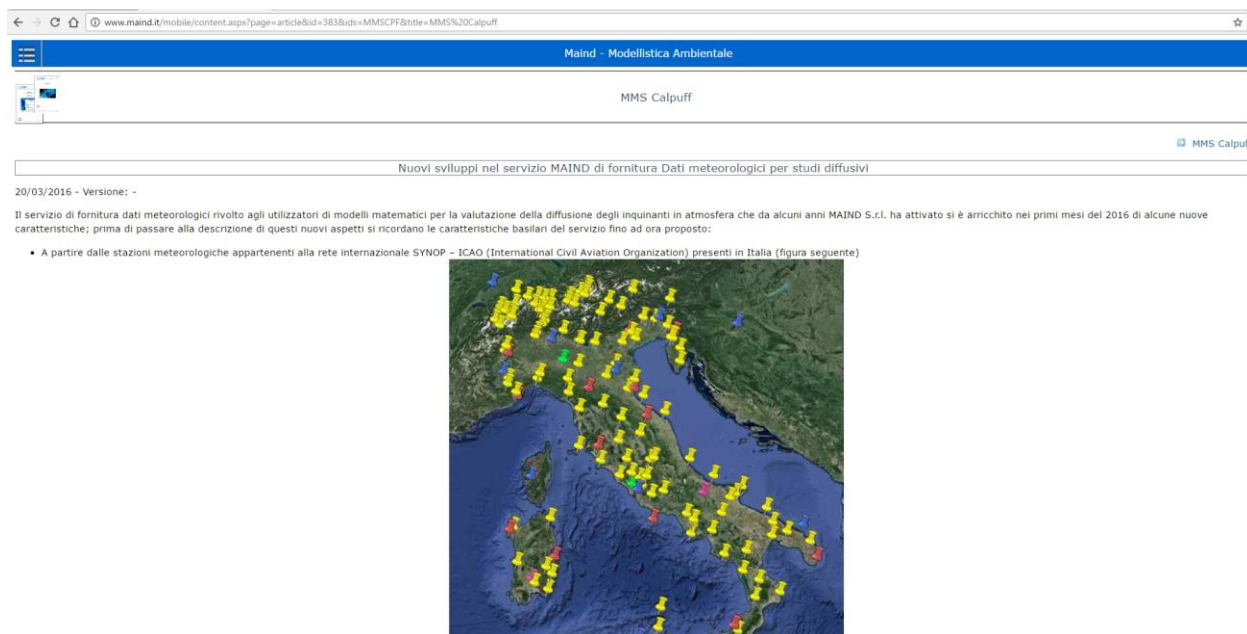 www.maind.it/mobile/content.aspx?page=article&id=383&ids=MMSCPF&title=MMS%20Calpuff
Maind - Modellistica Ambientale
MMS Calpuff
MMS Calpuf
Nuovi sviluppi nel servizio MAIND di fornitura Dati meteorologici per studi diffusivi
20/03/2016 - Versione: -
Il servizio di fornitura dati meteorologici rivolto agli utilizzatori di modelli matematici per la valutazione della diffusione degli inquinanti in atmosfera che da alcuni anni MAIND S.r.l. ha attivato si è arricchito nei primi mesi del 2016 di alcune nuove
caratteristiche; prima di passare alla descrizione di questi nuovi aspetti si ricordano le caratteristiche basilari del servizio fino ad ora proposto:
• A partire dalle stazioni meteorologiche appartenenti alla rete internazionale SYNOP – ICAO (International Civil Aviation Organization) presenti in Italia (figura seguente)